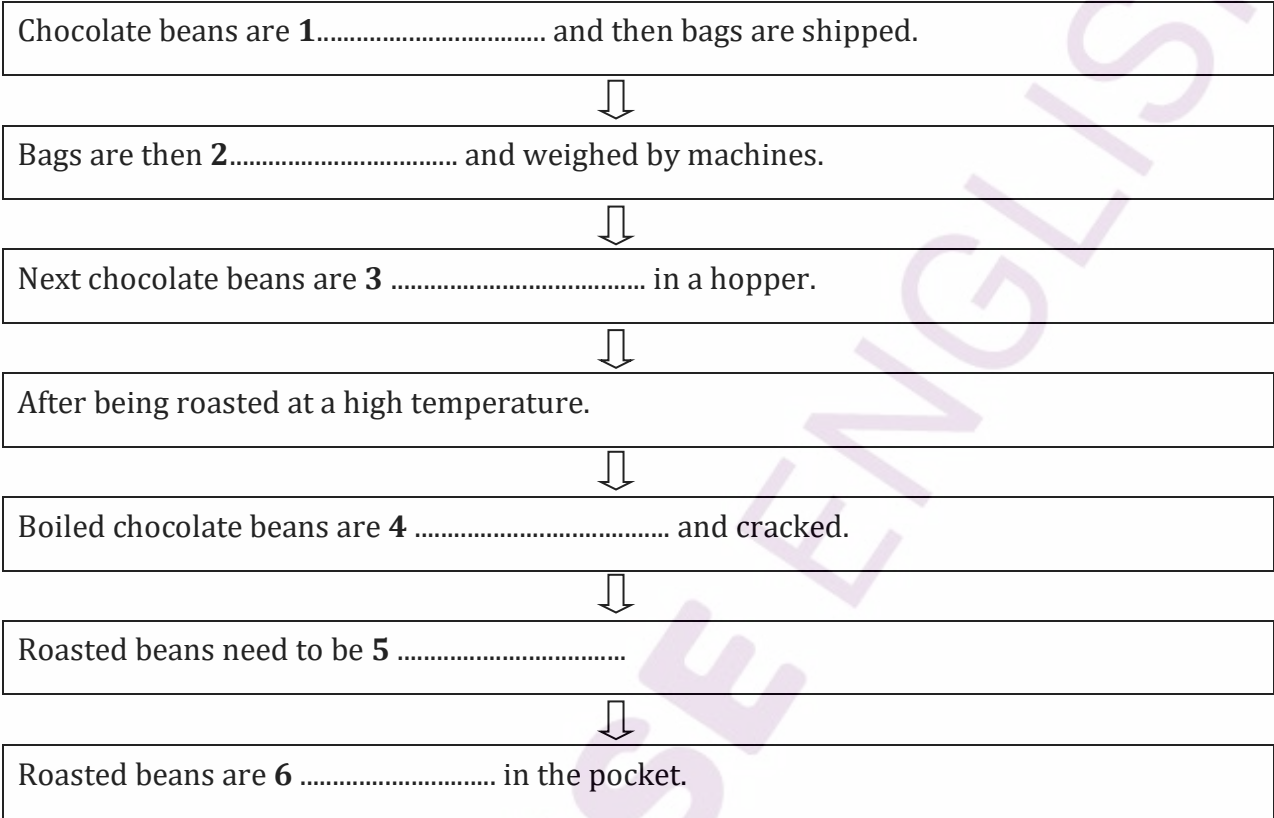 Chocolate beans are 1.................................. and then bags are shipped.
Bags are then 2.................................. and weighed by machines.
Next chocolate beans are 3 ...................................... in a hopper.
After being roasted at a high temperature.
Boiled chocolate beans are 4 ...................................... and cracked.
Roasted beans need to be 5 ..................................
Roasted beans are 6 ............................. in the pocket.
SE ENGLIS